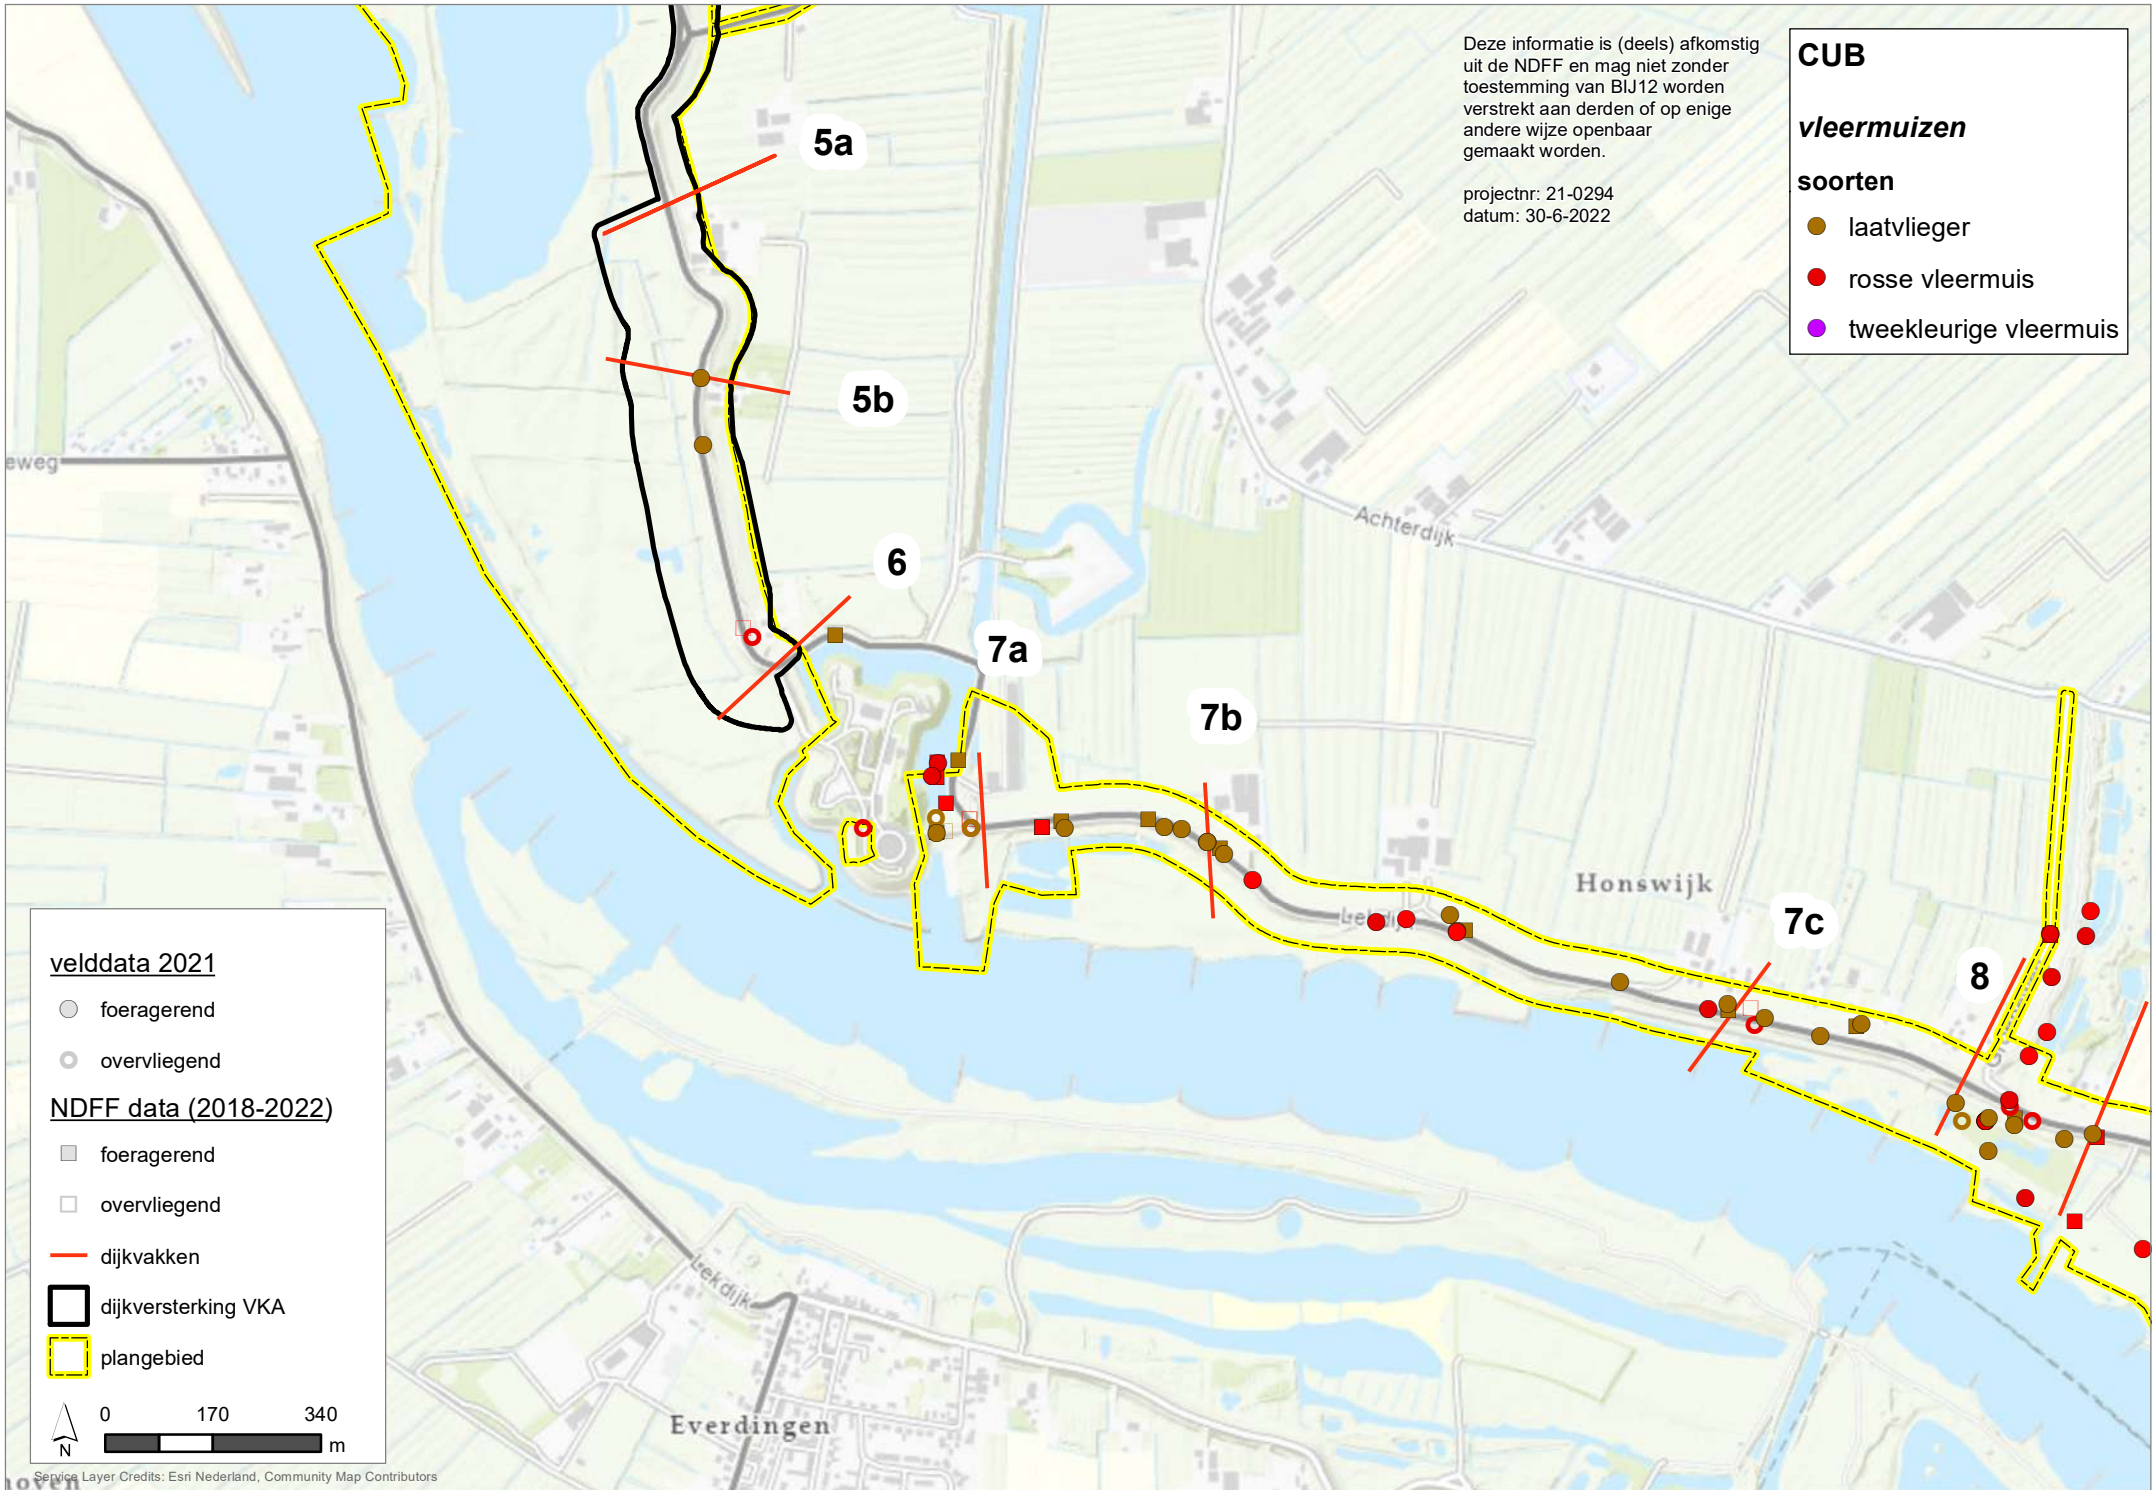 Deze informatie is (deels) afkomstig
uit de NDFF en mag niet zonder
toestemming van BIJ12 worden
verstrekt aan derden of op enige
andere wijze openbaar
gemaakt worden.
projectnr: 21-0294
datum: 30-6-2022
CUB
vleermuizen
soorten
laatvlieger
rosse vleermuis
tweekleurige vleermuis
5a
5b
eweg
Achterdijk
6
7a
7b
Honswijk
Lekdijk
7c
8
velddata 2021
foeragerend
overvliegend
NDFF data (2018-2022)
foeragerend
overvliegend
dijkvakken
dijkversterking VKA
plangebied
0 170 340
m
N
Lekdijk
Everdingen
Service Layer Credits: Esri Nederland, Community Map Contributors
hoven